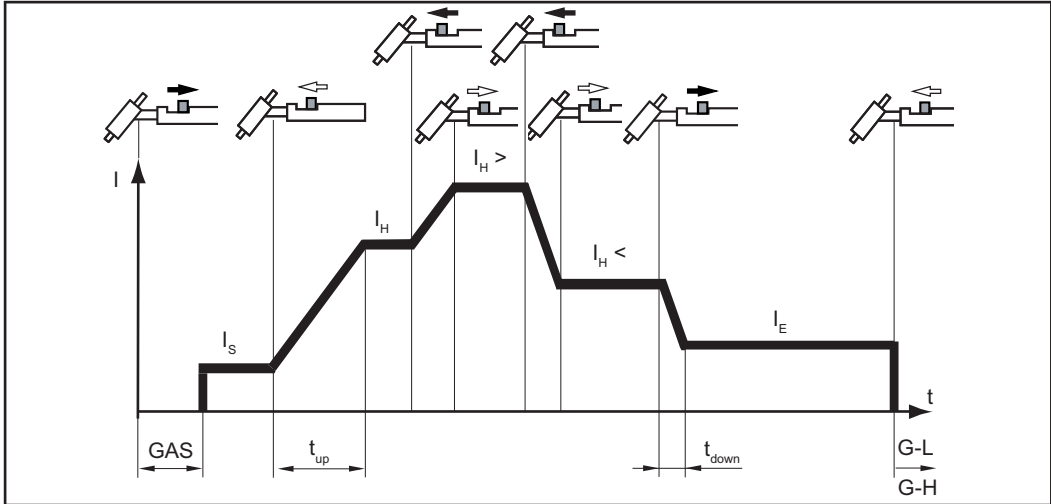 I
I_H >
I_H
I_H <
I_S
I_E
t
GAS
t_up
t_down
G-L
G-H